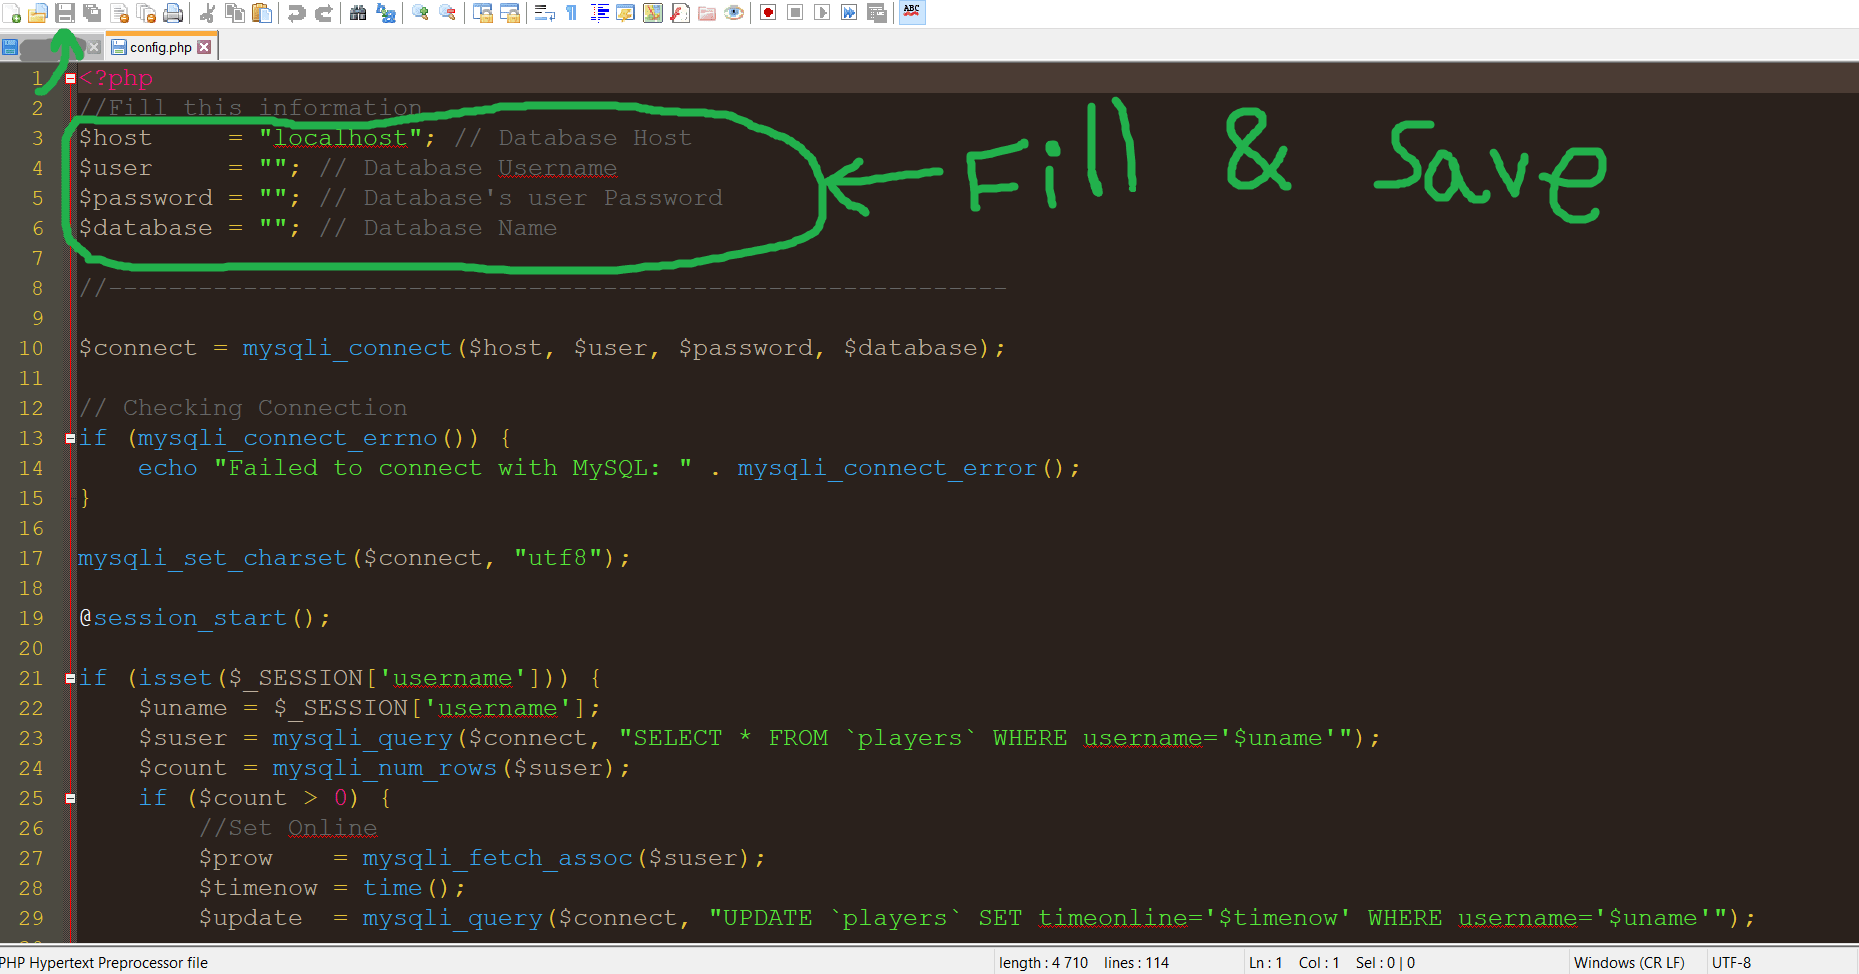 ABC
config.php
1 <?php
2 //Fill this information
3 $host     = "localhost"; // Database Host
4 $user     = ""; // Database Username
5 $password = ""; // Database's user Password
6 $database = ""; // Database Name
Fill & Save
7
8 //------------------------------------------------------------
9
10 $connect = mysqli_connect($host, $user, $password, $database);
11
12 // Checking Connection
13 if (mysqli_connect_errno()) {
14     echo "Failed to connect with MySQL: " . mysqli_connect_error();
15 }
16
17 mysqli_set_charset($connect, "utf8");
18
19 @session_start();
20
21 if (isset($_SESSION['username'])) {
22     $uname = $_SESSION['username'];
23     $suser = mysqli_query($connect, "SELECT * FROM `players` WHERE username='$uname'");
24     $count = mysqli_num_rows($suser);
25     if ($count > 0) {
26         //Set Online
27         $prow    = mysqli_fetch_assoc($suser);
28         $timenow = time();
29         $update  = mysqli_query($connect, "UPDATE `players` SET timeonline='$timenow' WHERE username='$uname'");
PHP Hypertext Preprocessor file length : 4 710 lines : 114 Ln : 1 Col : 1 Sel : 0 | 0 Windows (CR LF) UTF-8